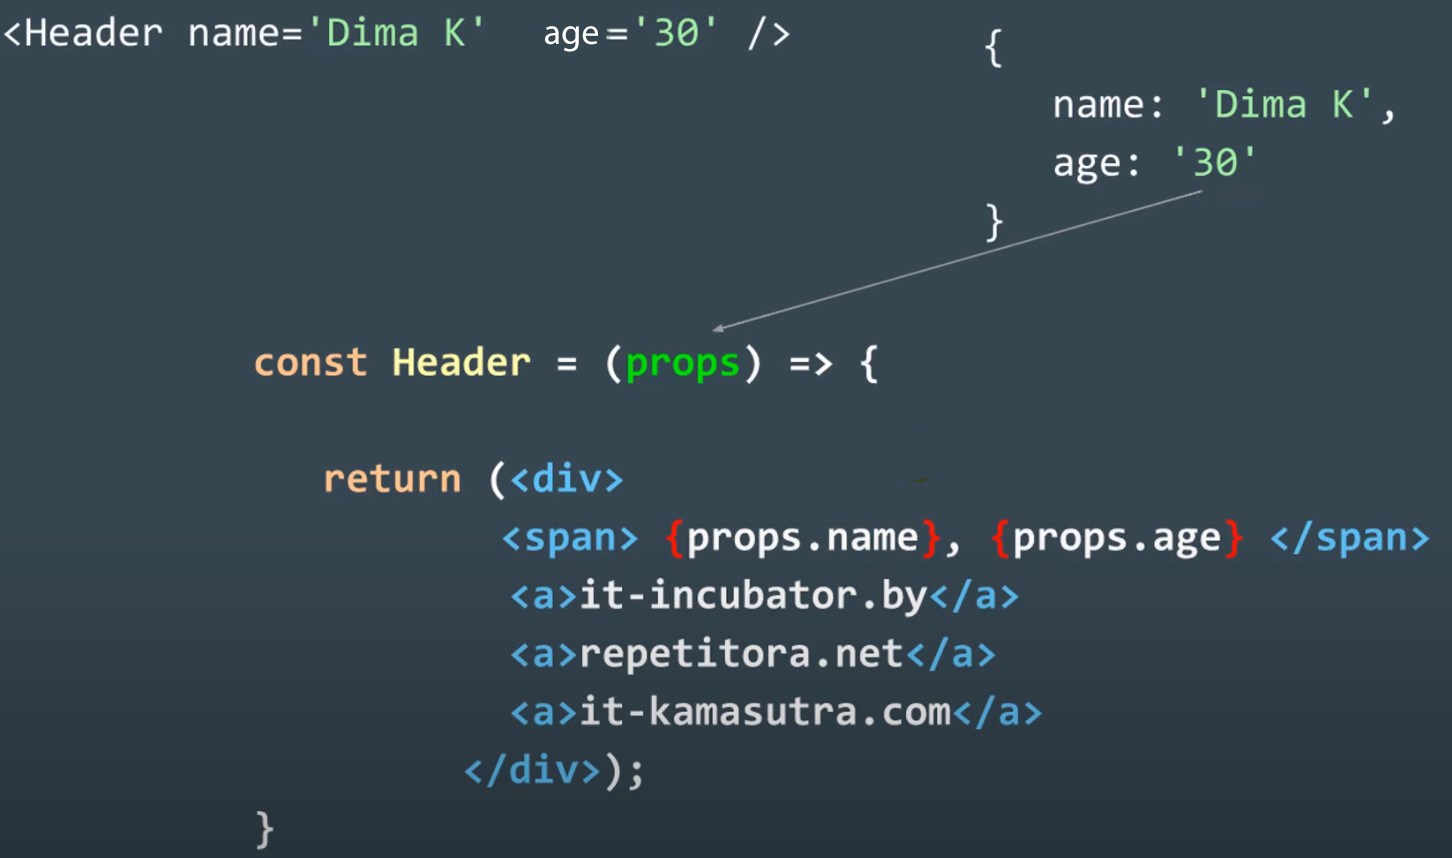 <Header name='Dima K' age='30' />
{
name: 'Dima K',
age: '30'
}
const Header = (props) => {
return (<div>
<span> {props.name}, {props.age} </span>
<a>it-incubator.by</a>
<a>repetitora.net</a>
<a>it-kamasutra.com</a>
</div>);
}